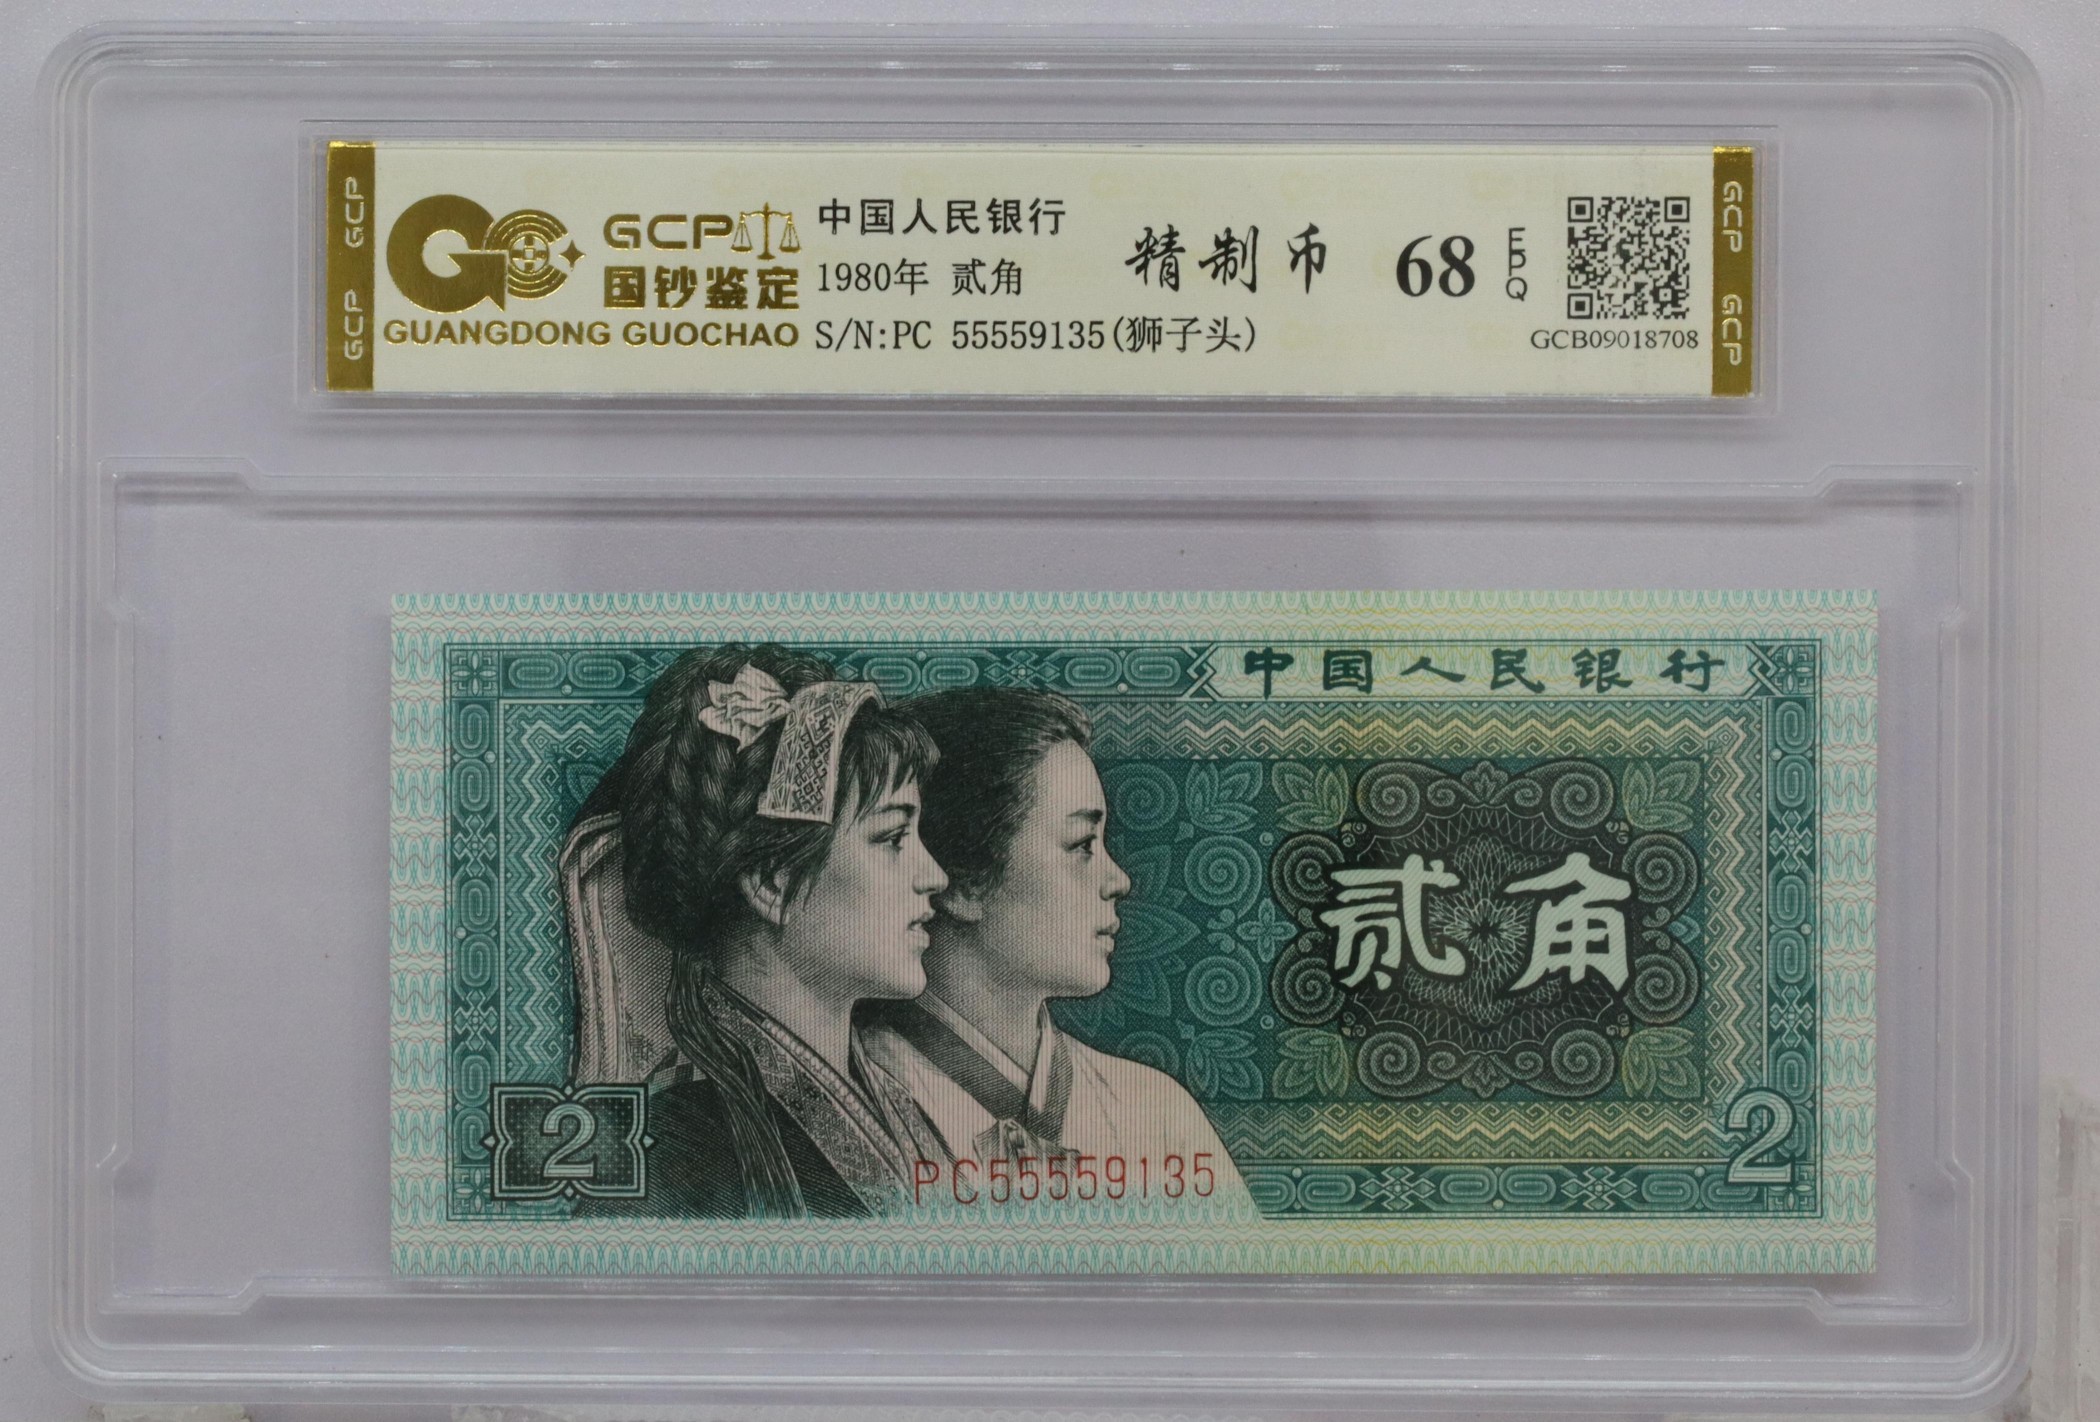 GCP
GCP
GCP
国钞鉴定
GUANGDONG GUOCHAO
中国人民银行
1980年 贰角
S/N:PC 55559135(狮子头)
精制币
68
EPQ
GCB09018708
GCP
GCP
中国人民银行
贰角
2
PC55559135
2